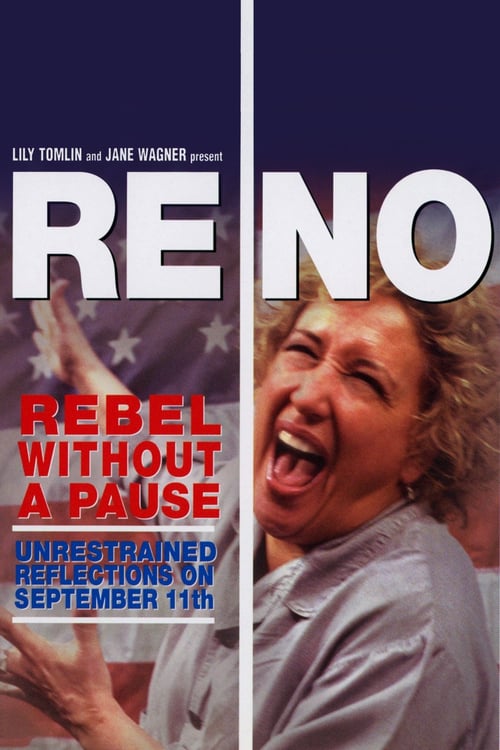 LILY TOMLIN and JANE WAGNER present
RENO
REBEL
WITHOUT
A PAUSE
UNRESTRAINED
REFLECTIONS ON
SEPTEMBER 11th